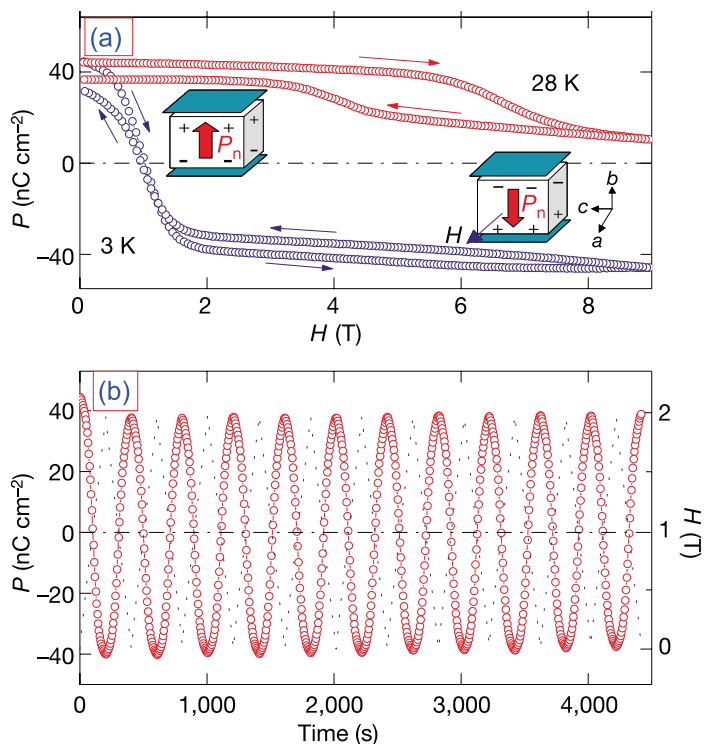 (a)
40
0
−40
P (nC cm−2)
28 K
3 K
+ +
Pn
− −
−
−
− −
Pn
+ +
−
+
H
b
c
a
0 2 4 6 8
H (T)
(b)
40
20
0
−20
−40
P (nC cm−2)
2
1
0
H (T)
0 1,000 2,000 3,000 4,000
Time (s)